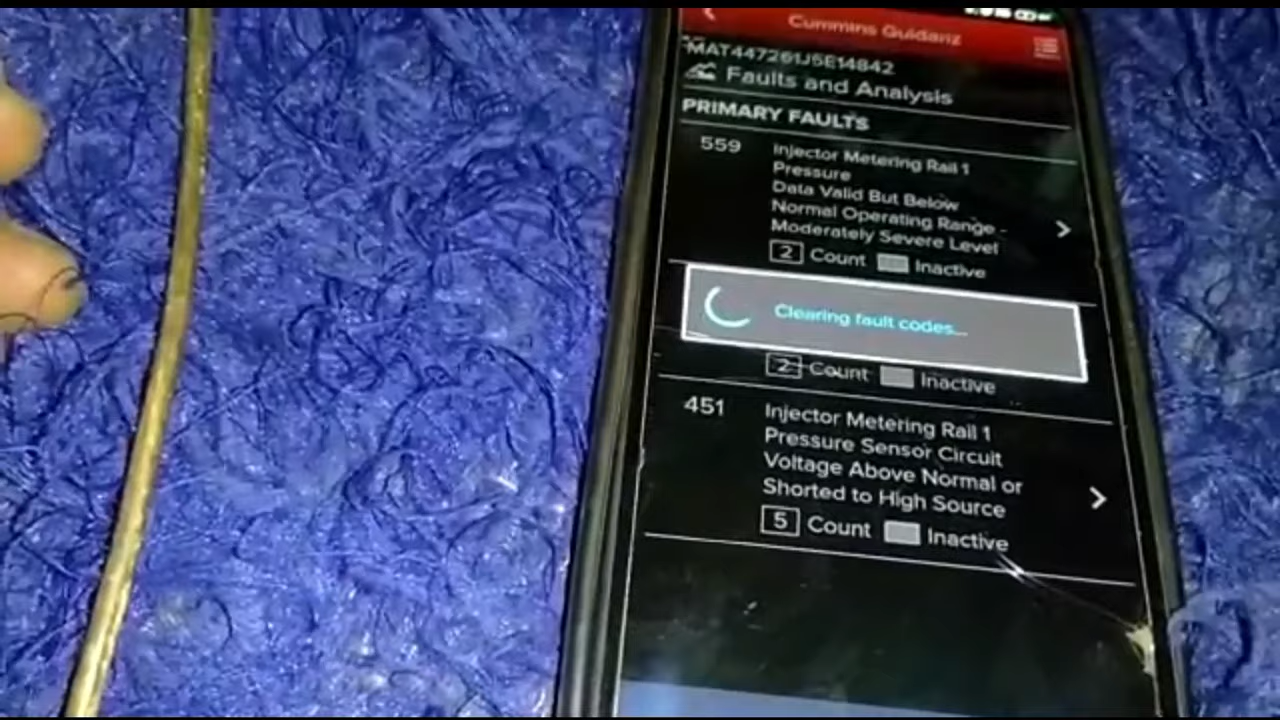 Cummins Guidanz
MAT447261J5E14842
Faults and Analysis
PRIMARY FAULTS
559
Injector Metering Rail 1
Pressure
Data Valid But Below
Normal Operating Range -
Moderately Severe Level
2 Count Inactive
Clearing fault codes...
2 Count Inactive
451
Injector Metering Rail 1
Pressure Sensor Circuit
Voltage Above Normal or
Shorted to High Source
5 Count Inactive